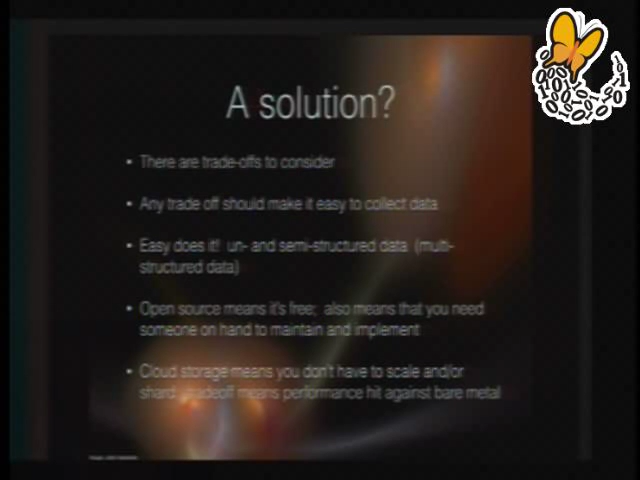 A solution?
• There are trade-offs to consider
• Any trade off should make it easy to collect data
• Easy does it! un- and semi-structured data (multi-
structured data)
• Open source means it's free; also means that you need
someone on hand to maintain and implement
• Cloud storage means you don't have to scale and/or
shard; tradeoff means performance hit against bare metal